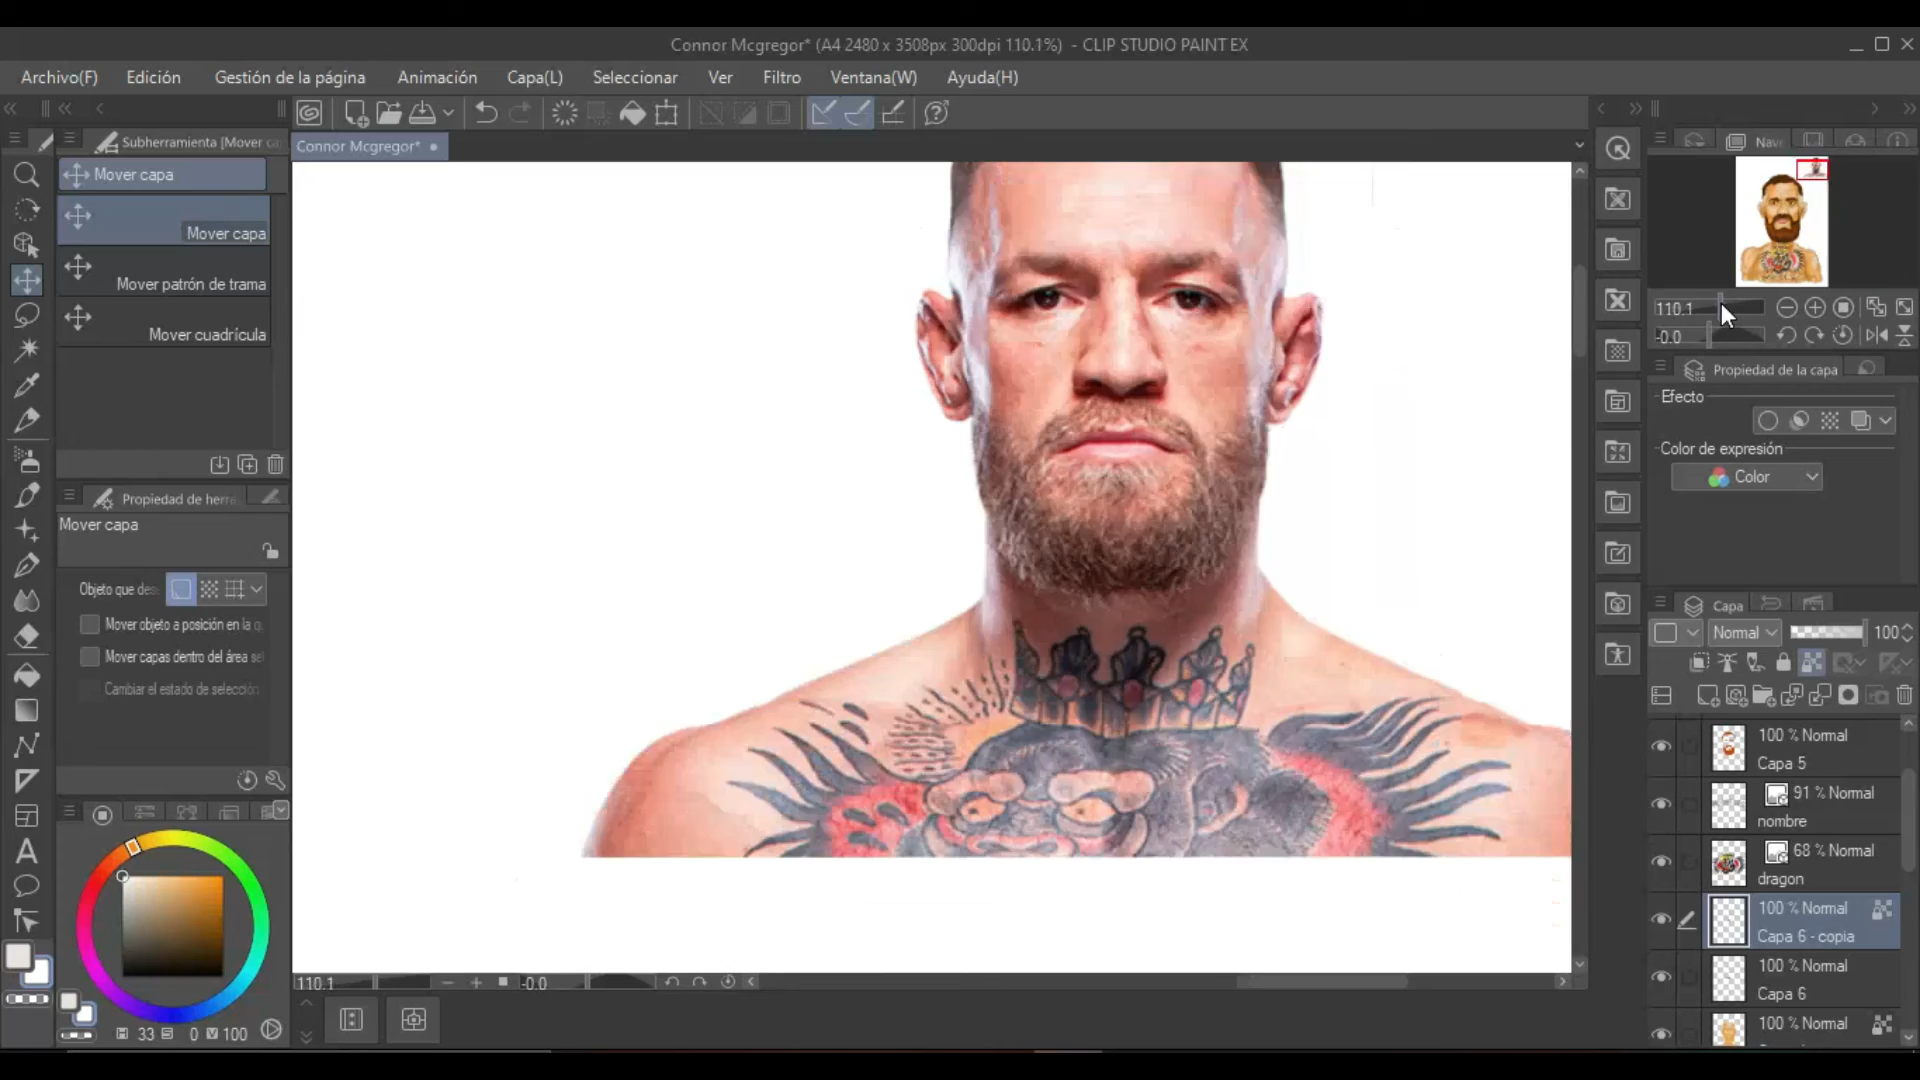 Connor Mcgregor* (A4 2480 x 3508px 300dpi 110.1%) - CLIP STUDIO PAINT EX
Archivo(F) Edición Gestión de la página Animación Capa(L) Seleccionar Ver Filtro Ventana(W) Ayuda(H)
Subherramienta [Mover ca
Connor Mcgregor*
Mover capa
Mover capa
Mover patrón de trama
Mover cuadrícula
Propiedad de herra
Mover capa
Objeto que des
Mover objeto a posición en la q
Mover capas dentro del área se
Cambiar el estado de selección
33 S 0 V 100
110.1 -0.0
Nav
110.1
-0.0
Propiedad de la capa
Efecto
Color de expresión
Color
Capa
Normal 100
100 % Normal
Capa 5
91 % Normal
nombre
68 % Normal
dragon
100 % Normal
Capa 6 - copia
100 % Normal
Capa 6
100 % Normal